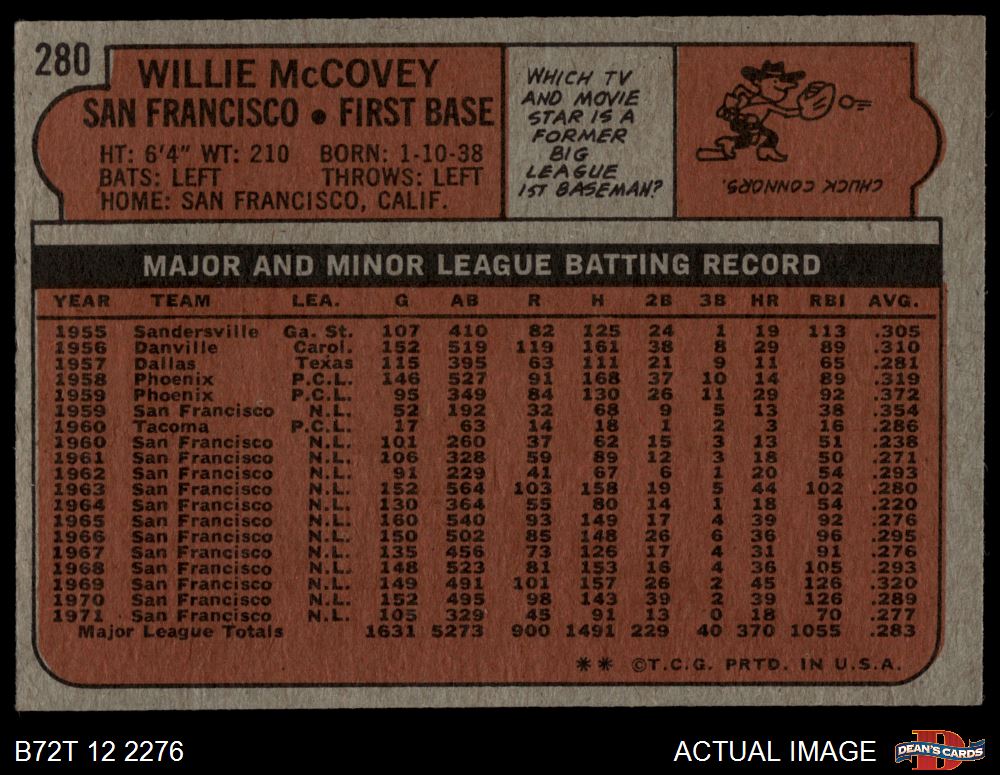 280
WILLIE McCOVEY
SAN FRANCISCO • FIRST BASE
HT: 6'4" WT: 210 BORN: 1-10-38
BATS: LEFT THROWS: LEFT
HOME: SAN FRANCISCO, CALIF.
WHICH TV
AND MOVIE
STAR IS A
FORMER
BIG
LEAGUE
1ST BASEMAN?
CHUCK CONNORS.
MAJOR AND MINOR LEAGUE BATTING RECORD
YEAR TEAM LEA. G AB R H 2B 3B HR RBI AVG.
1955 Sandersville Ga. St. 107 410 82 125 24 1 19 113 .305
1956 Danville Carol. 152 519 119 161 38 8 29 89 .310
1957 Dallas Texas 115 395 63 111 21 9 11 65 .281
1958 Phoenix P.C.L. 146 527 91 168 37 10 14 89 .319
1959 Phoenix P.C.L. 95 349 84 130 26 11 29 92 .372
1959 San Francisco N.L. 52 192 32 68 9 5 13 38 .354
1960 Tacoma P.C.L. 17 63 14 18 1 2 3 16 .286
1960 San Francisco N.L. 101 260 37 62 15 3 13 51 .238
1961 San Francisco N.L. 106 328 59 89 12 3 18 50 .271
1962 San Francisco N.L. 91 229 41 67 6 1 20 54 .293
1963 San Francisco N.L. 152 564 103 158 19 5 44 102 .280
1964 San Francisco N.L. 130 364 55 80 14 1 18 54 .220
1965 San Francisco N.L. 160 540 93 149 17 4 39 92 .276
1966 San Francisco N.L. 150 502 85 148 26 6 36 96 .295
1967 San Francisco N.L. 135 456 73 126 17 4 31 91 .276
1968 San Francisco N.L. 148 523 81 153 16 4 36 105 .293
1969 San Francisco N.L. 149 491 101 157 26 2 45 126 .320
1970 San Francisco N.L. 152 495 98 143 39 2 39 126 .289
1971 San Francisco N.L. 105 329 45 91 13 0 18 70 .277
Major League Totals 1631 5273 900 1491 229 40 370 1055 .283
** ©T.C.G. PRTD. IN U.S.A.
B72T 12 2276
ACTUAL IMAGE
DEAN'S CARDS